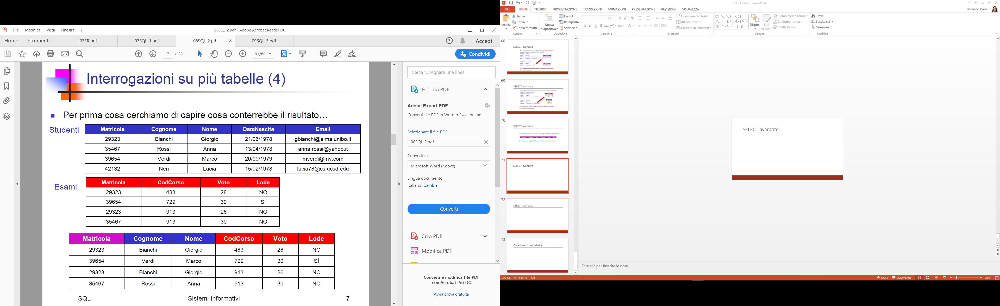 File Modifica Vista Finestra ?
08SQL-2.pdf - Adobe Acrobat Reader DC
Home Strumenti 03ER.pdf 07SQL-1.pdf 08SQL-2.pdf × 09SQL-3.pdf Accedi
7 / 20 91,8% Condividi
Interrogazioni su più tabelle (4)
Per prima cosa cerchiamo di capire cosa conterrebbe il risultato…
Studenti
Matricola Cognome Nome DataNascita Email
29323 Bianchi Giorgio 21/06/1978 gbianchi@alma.unibo.it
35467 Rossi Anna 13/04/1978 anna.rossi@yahoo.it
39654 Verdi Marco 20/09/1979 mverdi@mv.com
42132 Neri Lucia 15/02/1978 lucia78@cs.ucsd.edu
Esami
Matricola CodCorso Voto Lode
29323 483 28 NO
39654 729 30 SÌ
29323 913 26 NO
35467 913 30 NO
Matricola Cognome Nome CodCorso Voto Lode
29323 Bianchi Giorgio 483 28 NO
39654 Verdi Marco 729 30 SÌ
29323 Bianchi Giorgio 913 26 NO
35467 Rossi Anna 913 30 NO
SQL Sistemi Informativi 7
Cerca 'Disegnare una linea'
Esporta PDF
Adobe Export PDF
Converti file PDF in Word o Excel online
Selezionare il file PDF
08SQL-2.pdf
Converti in
Microsoft Word (*.docx)
Lingua documento:
Italiano Cambia
Converti
Crea PDF
Modifica PDF
Converti e modifica file PDF
con Acrobat Pro DC
Avvia prova gratuita
CORSO SQL - PowerPoint
FILE HOME INSERISCI PROGETTAZIONE TRANSIZIONI ANIMAZIONI PRESENTAZIONE REVISIONE VISUALIZZA Bonanno Daria
Incolla
Taglia
Copia
Copia formato
Appunti
Nuova
diapositiva
Layout
Reimposta
Sezione
Diapositive
12
G C S S abc AV Aa A
Carattere
Orientamento testo
Allinea testo
Converti in SmartArt
Paragrafo
Disponi
Stili
veloci
Riempimento forma
Contorno forma
Effetti forma
Disegno
Trova
Sostituisci
Seleziona
Modifica
68
SELECT avanzate
69
SELECT avanzate
70
SELECT avanzate
71
SELECT avanzate
72
SELECT avanzate
73
Creazione di una tabella
SELECT avanzate
Fare clic per inserire le note
DIAPOSITIVA 71 DI 73 NOTE COMMENTI 33%